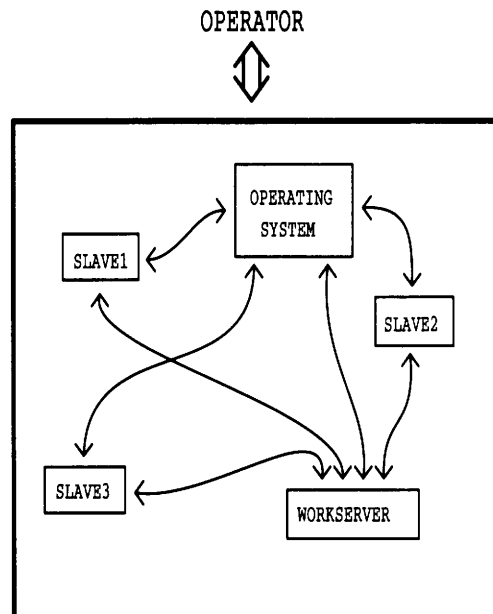 OPERATOR
OPERATING
SYSTEM
SLAVE1
SLAVE2
SLAVE3
WORKSERVER